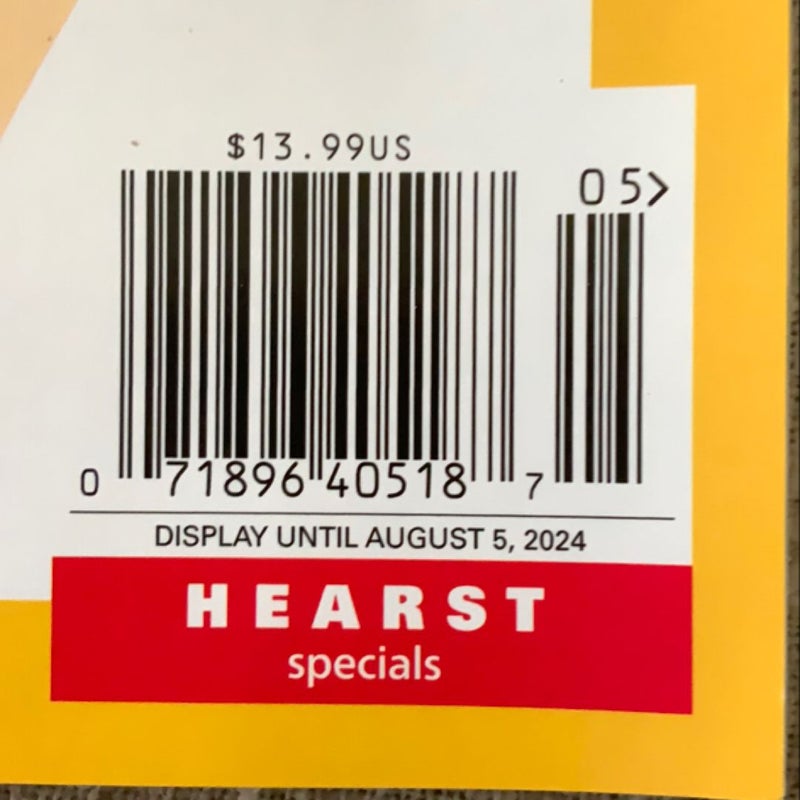 $13.99US
05>
0 71896 40518 7
DISPLAY UNTIL AUGUST 5, 2024
HEARST
specials